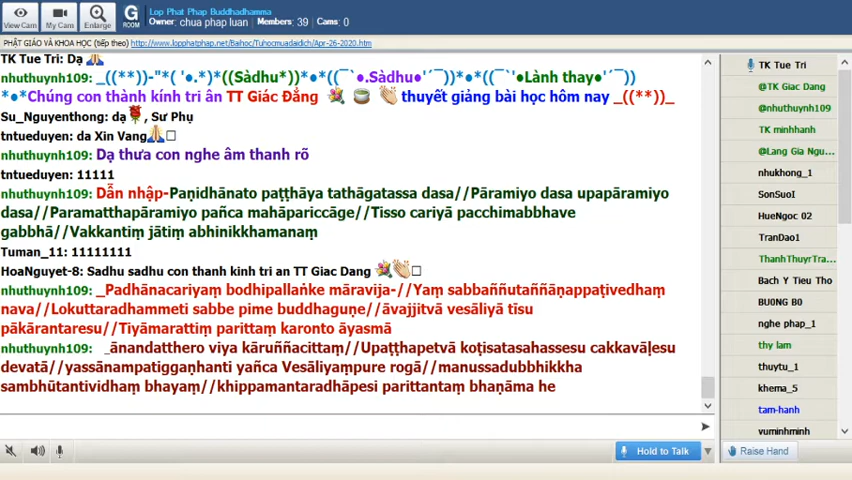 View Cam
My Cam
Enlarge
G
ROOM
Lop Phat Phap Buddhadhamma
Owner: chua phap luan Members: 39 Cams: 0
PHẬT GIÁO VÀ KHOA HỌC (tiếp theo) http://www.lopphatphap.net/Baihoc/Tuhocmuadaidich/Apr-26-2020.htm
TK Tue Tri: Dạ 🙏
nhuthuynh109: _((**)-"*( '●.*)*((Sàdhu*))*●*((¯`●.Sàdhu●'´¯))*●*((¯`'●Lành thay●'´¯))
*●*Chúng con thành kính tri ân TT Giác Đẳng 💐 🍵 👏 thuyết giảng bài học hôm nay _((**))_
Su_Nguyenthong: dạ🌹, Sư Phụ
tntueduyen: da Xin Vang🙏□
nhuthuynh109: Dạ thưa con nghe âm thanh rõ
tntueduyen: 11111
nhuthuynh109: Dẫn nhập-Paṇidhānato paṭṭhāya tathāgatassa dasa//Pāramiyo dasa upapāramiyo
dasa//Paramatthapāramiyo pañca mahāpariccāge//Tisso cariyā pacchimabbhave
gabbhā//Vakkantiṃ jātiṃ abhinikkhamanaṃ
Tuman_11: 11111111
HoaNguyet-8: Sadhu sadhu con thanh kinh tri an TT Giac Dang 💐👏□
nhuthuynh109: _Padhānacariyaṃ bodhipallaṅke māravija-//Yaṃ sabbaññutaññāṇappaṭivedhaṃ
nava//Lokuttaradhammeti sabbe pime buddhaguṇe//āvajjitvā vesāliyā tīsu
pākārantaresu//Tiyāmarattiṃ parittaṃ karonto āyasmā
nhuthuynh109: _ānandatthero viya kāruññacittaṃ//Upaṭṭhapetvā koṭisatasahassesu cakkavāḷesu
devatā//yassānampatiggaṇhanti yañca Vesāliyaṃpure rogā//manussadubbhikkha
sambhūtantividhaṃ bhayaṃ//khippamantaradhāpesi parittantaṃ bhaṇāma he
Hold to Talk
TK Tue Tri
@TK Giac Dang
@nhuthuynh109
TK minhhanh
@Lang Gia Ngu...
nhukhong_1
SonSuoI
HueNgoc 02
TranDao1
ThanhThuyrTra...
Bach Y Tieu Tho
BU0NG B0
nghe phap_1
thy lam
thuytu_1
khema_5
tam-hanh
vuminhminh
Raise Hand